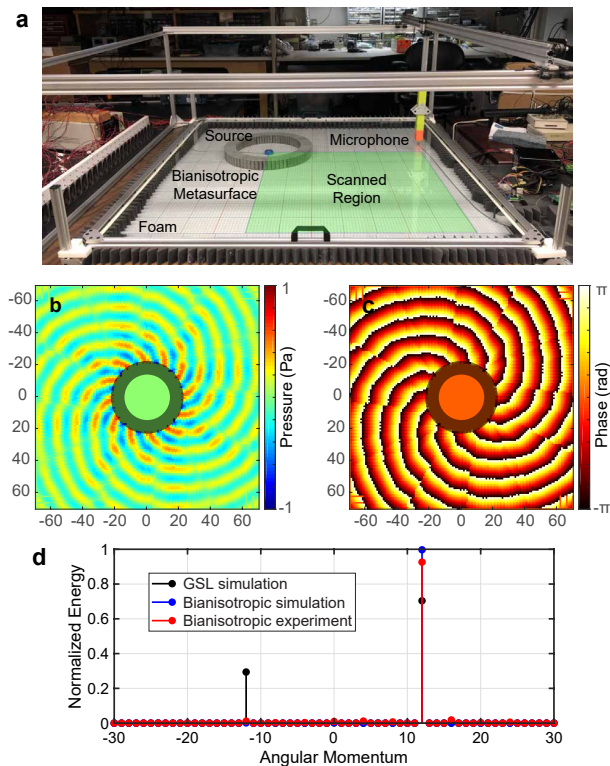 a
Source
Microphone
Bianisotropic
Metasurface
Scanned
Region
Foam
b
-60
-40
-20
0
20
40
60
-60 -40 -20 0 20 40 60
1
Pressure (Pa)
-1
c
-60
-40
-20
0
20
40
60
-60 -40 -20 0 20 40 60
π
Phase (rad)
-π
d
Normalized Energy
1
0.8
0.6
0.4
0.2
0
GSL simulation
Bianisotropic simulation
Bianisotropic experiment
-30 -20 -10 0 10 20 30
Angular Momentum